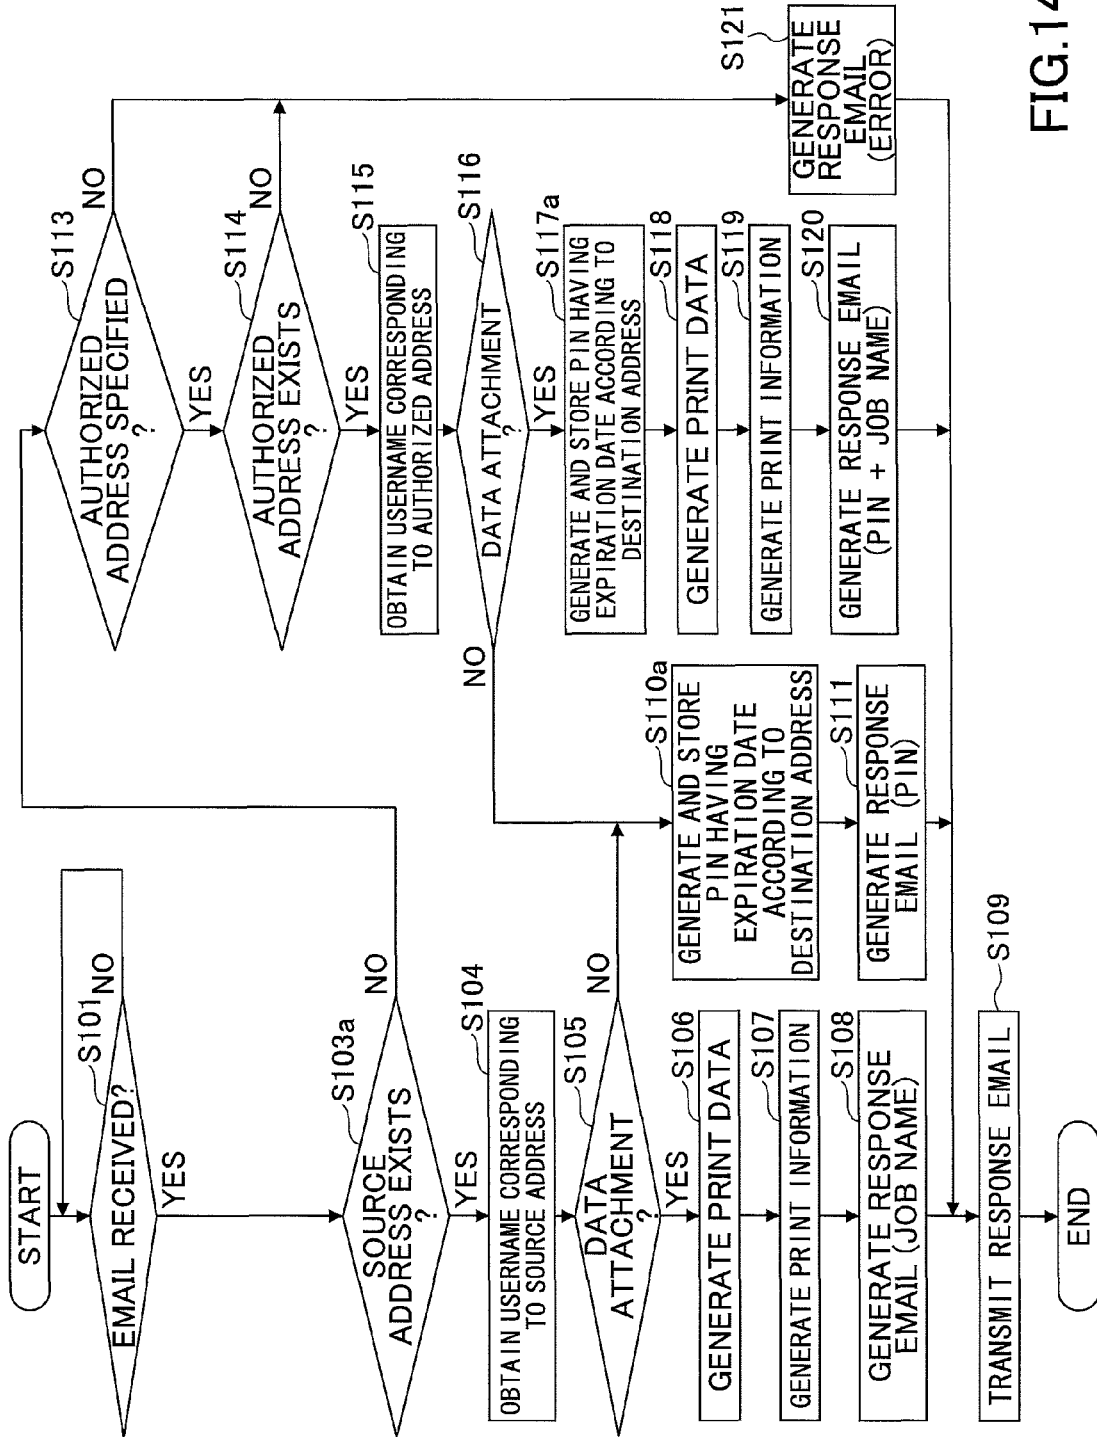 START
EMAIL RECEIVED?
S101
NO
YES
SOURCE
ADDRESS EXISTS
?
S103a
NO
YES
OBTAIN USERNAME CORRESPONDING
TO SOURCE ADDRESS
S104
DATA
ATTACHMENT
?
S105
NO
YES
GENERATE PRINT DATA
S106
GENERATE PRINT INFORMATION
S107
GENERATE RESPONSE
EMAIL (JOB NAME)
S108
TRANSMIT RESPONSE EMAIL
S109
END
GENERATE AND STORE
PIN HAVING
EXPIRATION DATE
ACCORDING TO
DESTINATION ADDRESS
S110a
GENERATE RESPONSE
EMAIL (PIN)
S111
AUTHORIZED
ADDRESS SPECIFIED
?
S113
NO
YES
AUTHORIZED
ADDRESS EXISTS
?
S114
NO
YES
OBTAIN USERNAME CORRESPONDING
TO AUTHORIZED ADDRESS
S115
DATA ATTACHMENT
?
S116
NO
YES
GENERATE AND STORE PIN HAVING
EXPIRATION DATE ACCORDING TO
DESTINATION ADDRESS
S117a
GENERATE PRINT DATA
S118
GENERATE PRINT INFORMATION
S119
GENERATE RESPONSE EMAIL
(PIN + JOB NAME)
S120
GENERATE
RESPONSE
EMAIL
(ERROR)
S121
FIG.14